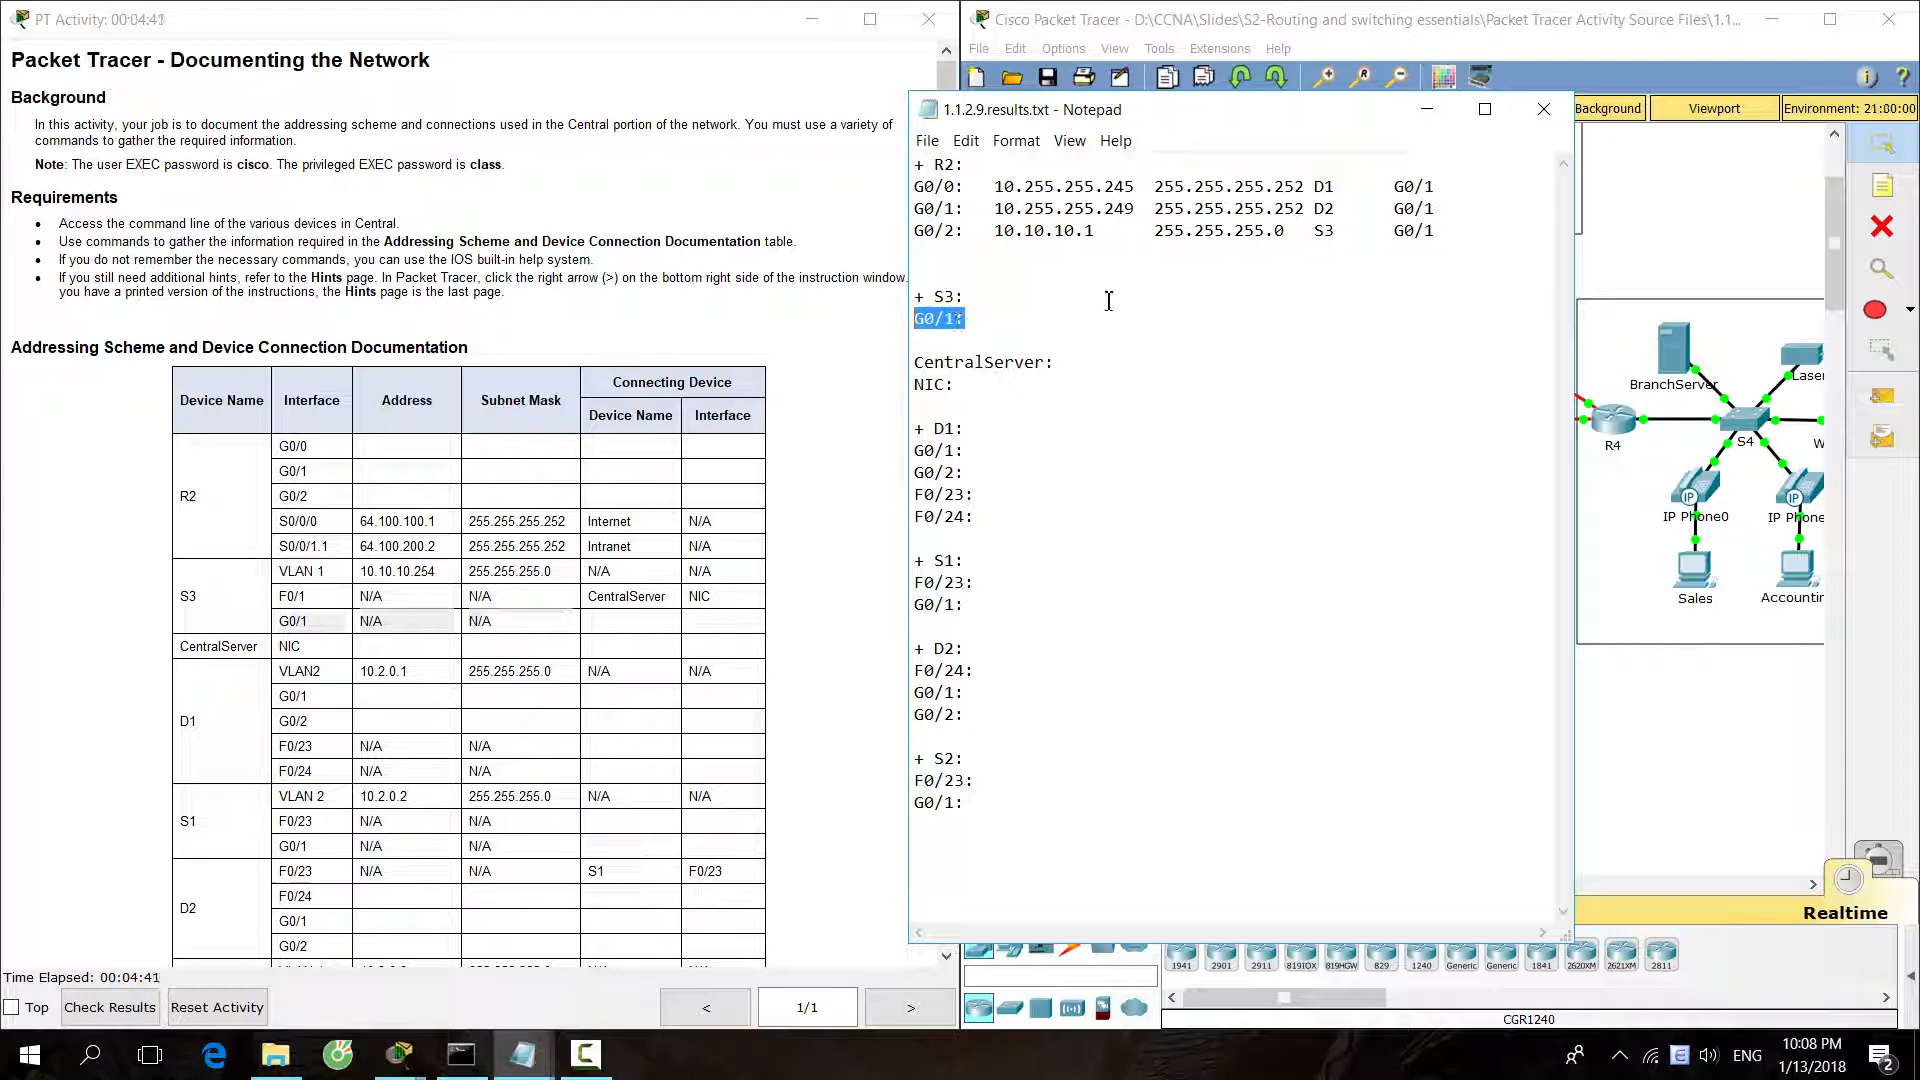 PT Activity: 00:04:41
Packet Tracer - Documenting the Network
Background
In this activity, your job is to document the addressing scheme and connections used in the Central portion of the network. You must use a variety of
commands to gather the required information.
Note: The user EXEC password is cisco. The privileged EXEC password is class.
Requirements
Access the command line of the various devices in Central.
Use commands to gather the information required in the Addressing Scheme and Device Connection Documentation table.
If you do not remember the necessary commands, you can use the IOS built-in help system.
If you still need additional hints, refer to the Hints page. In Packet Tracer, click the right arrow (>) on the bottom right side of the instruction window.
you have a printed version of the instructions, the Hints page is the last page.
Addressing Scheme and Device Connection Documentation
Device Name Interface Address Subnet Mask Connecting Device
Device Name Interface
R2
G0/0
G0/1
G0/2
S0/0/0 64.100.100.1 255.255.255.252 Internet N/A
S0/0/1.1 64.100.200.2 255.255.255.252 Intranet N/A
S3
VLAN 1 10.10.10.254 255.255.255.0 N/A N/A
F0/1 N/A N/A CentralServer NIC
G0/1 N/A N/A
CentralServer NIC
D1
VLAN2 10.2.0.1 255.255.255.0 N/A N/A
G0/1
G0/2
F0/23 N/A N/A
F0/24 N/A N/A
S1
VLAN 2 10.2.0.2 255.255.255.0 N/A N/A
F0/23 N/A N/A
G0/1 N/A N/A
D2
F0/23 N/A N/A S1 F0/23
F0/24
G0/1
G0/2
Time Elapsed: 00:04:41
Top Check Results Reset Activity < 1/1 >
Cisco Packet Tracer - D:\CCNA\Slides\S2-Routing and switching essentials\Packet Tracer Activity Source Files\1.1...
File Edit Options View Tools Extensions Help
Background Viewport Environment: 21:00:00
1.1.2.9.results.txt - Notepad
File Edit Format View Help
+ R2:
G0/0: 10.255.255.245 255.255.255.252 D1 G0/1
G0/1: 10.255.255.249 255.255.255.252 D2 G0/1
G0/2: 10.10.10.1 255.255.255.0 S3 G0/1
+ S3:
G0/1:
CentralServer:
NIC:
+ D1:
G0/1:
G0/2:
F0/23:
F0/24:
+ S1:
F0/23:
G0/1:
+ D2:
F0/24:
G0/1:
G0/2:
+ S2:
F0/23:
G0/1:
BranchServer
Laser
R4
S4
W
IP
IP
IP Phone0
IP Phone
Sales
Accountin
Realtime
1941 2901 2911 819IOX 819HGW 829 1240 Generic Generic 1841 2620XM 2621XM 2811
CGR1240
ENG
10:08 PM
1/13/2018
2